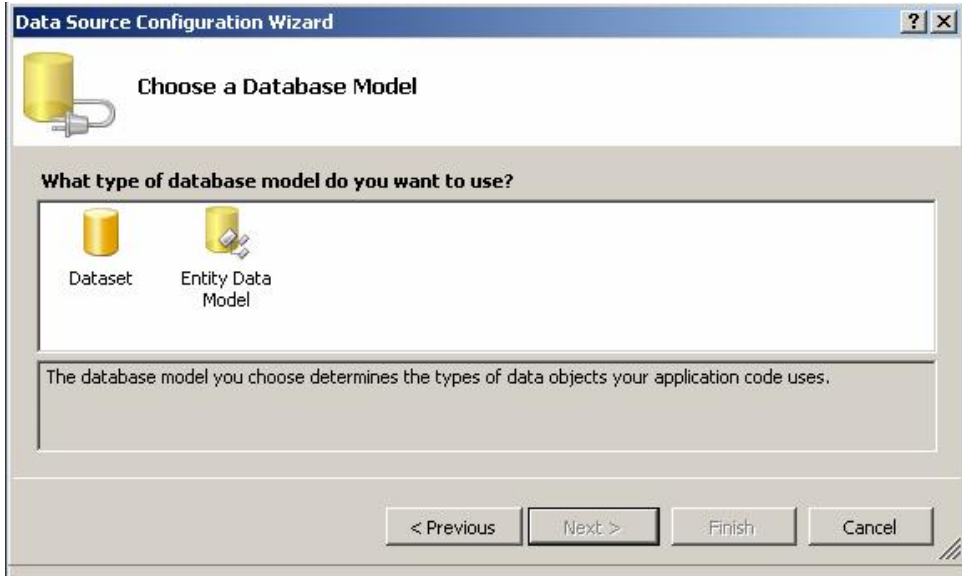 Data Source Configuration Wizard
Choose a Database Model
What type of database model do you want to use?
Dataset
Entity Data
Model
The database model you choose determines the types of data objects your application code uses.
< Previous
Next >
Finish
Cancel